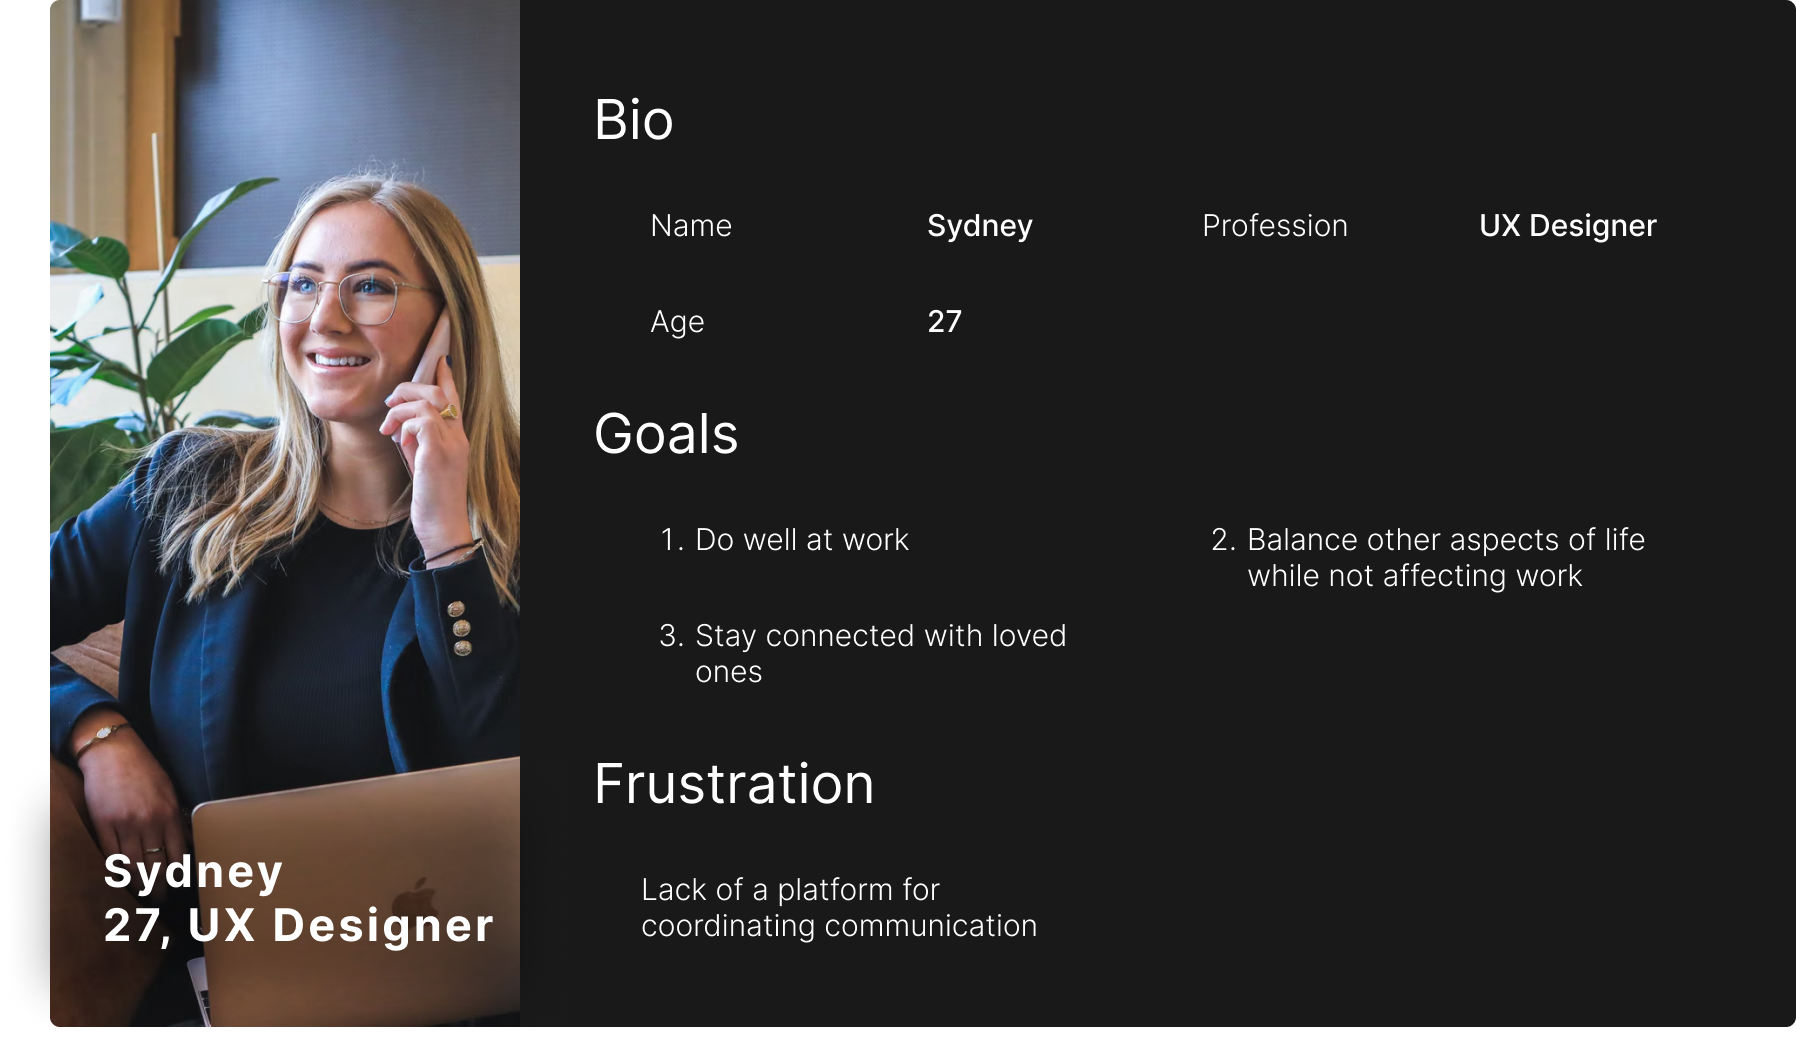 Bio
Name Sydney Profession UX Designer
Age 27
Goals
1. Do well at work
2. Balance other aspects of life
while not affecting work
3. Stay connected with loved
ones
Frustration
Lack of a platform for
coordinating communication
Sydney
27, UX Designer